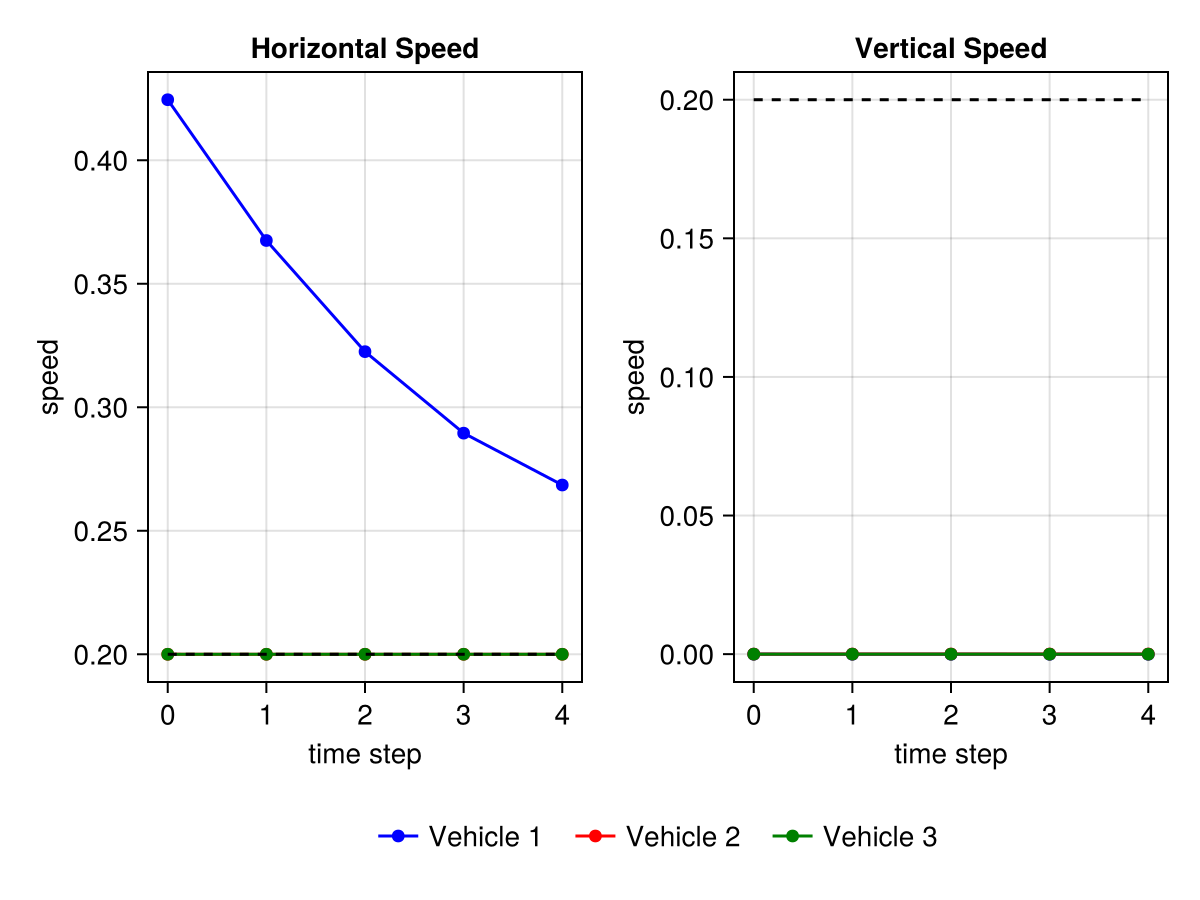 Horizontal Speed
0.40
0.35
0.30
0.25
0.20
speed
0 1 2 3 4
time step
Vertical Speed
0.20
0.15
0.10
0.05
0.00
speed
0 1 2 3 4
time step
Vehicle 1 Vehicle 2 Vehicle 3